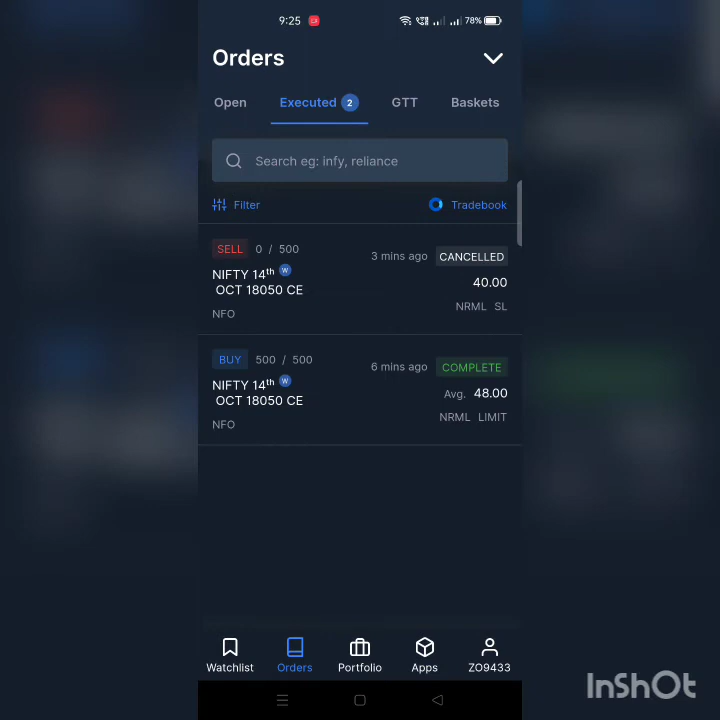 9:25
78%
Orders
Open Executed 2 GTT Baskets
Search eg: infy, reliance
Filter Tradebook
SELL 0 / 500 3 mins ago CANCELLED
NIFTY 14th W
OCT 18050 CE 40.00
NFO NRML SL
BUY 500 / 500 6 mins ago COMPLETE
NIFTY 14th W Avg. 48.00
OCT 18050 CE
NFO NRML LIMIT
Watchlist Orders Portfolio Apps ZO9433
InShOt